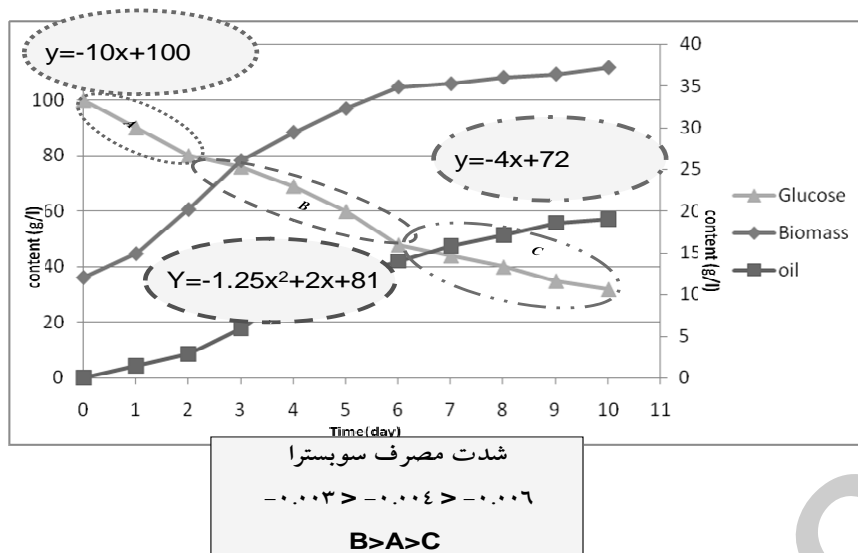 y=-10x+100
A
y=-4x+72
B
C
Y=-1.25x²+2x+81
content (g/l)
100
80
60
40
20
0
40
35
30
25
20
15
10
5
0
content (g/l)
0 1 2 3 4 5 6 7 8 9 10 11
Time(day)
Glucose
Biomass
oil
شدت مصرف سوبسترا
-۰.۰۰۳ > -۰.۰۰٤ > -۰.۰۰۶
B>A>C